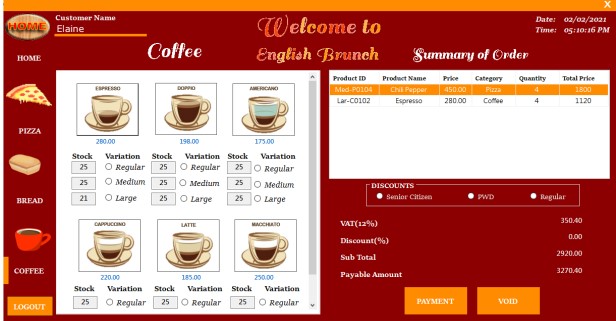 X
HOME
Customer Name
Elaine
Welcome to
English Brunch
Date: 02/02/2021
Time: 05:10:16 PM
Coffee
Summary of Order
HOME
PIZZA
BREAD
COFFEE
LOGOUT
ESPRESSO DOPPIO AMERICANO
280.00 198.00 175.00
Stock Variation Stock Variation Stock Variation
25 Regular 25 Regular 25 Regular
25 Medium 25 Medium 25 Medium
21 Large 25 Large 25 Large
CAPPUCCINO LATTE MACCHIATO
220.00 185.00 250.00
Stock Variation Stock Variation Stock Variation
25 Regular 25 Regular 25 Regular
Product ID Product Name Price Category Quantity Total Price
Med-P0104 Chili Pepper 450.00 Pizza 4 1800
Lar-C0102 Espresso 280.00 Coffee 4 1120
DISCOUNTS
Senior Citizen PWD Regular
VAT(12%) 350.40
Discount(%) 0.00
Sub Total 2920.00
Payable Amount 3270.40
PAYMENT VOID